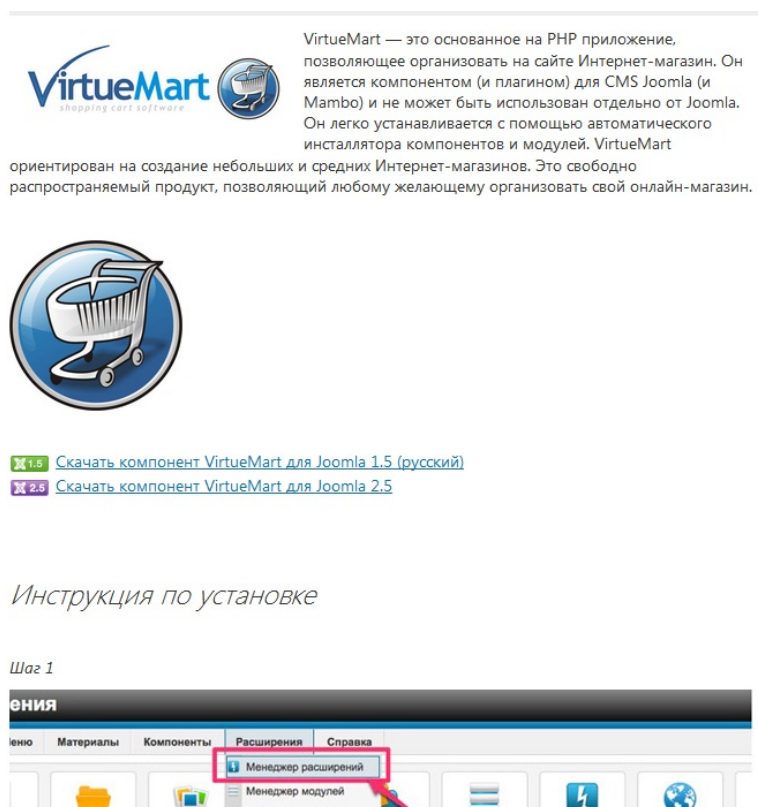 VirtueMart
shopping cart software
VirtueMart — это основанное на PHP приложение,
позволяющее организовать на сайте Интернет-магазин. Он
является компонентом (и плагином) для CMS Joomla (и
Mambo) и не может быть использован отдельно от Joomla.
Он легко устанавливается с помощью автоматического
инсталлятора компонентов и модулей. VirtueMart
ориентирован на создание небольших и средних Интернет-магазинов. Это свободно
распространяемый продукт, позволяющий любому желающему организовать свой онлайн-магазин.
1.5 Скачать компонент VirtueMart для Joomla 1.5 (русский)
2.5 Скачать компонент VirtueMart для Joomla 2.5
Инструкция по установке
Шаг 1
ения
еню Материалы Компоненты Расширения Справка
Менеджер расширений
Менеджер модулей